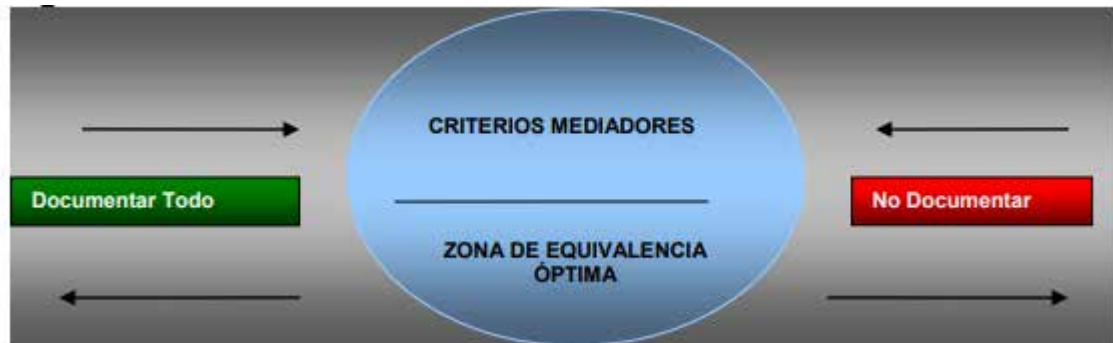 CRITERIOS MEDIADORES
Documentar Todo
No Documentar
ZONA DE EQUIVALENCIA
ÓPTIMA